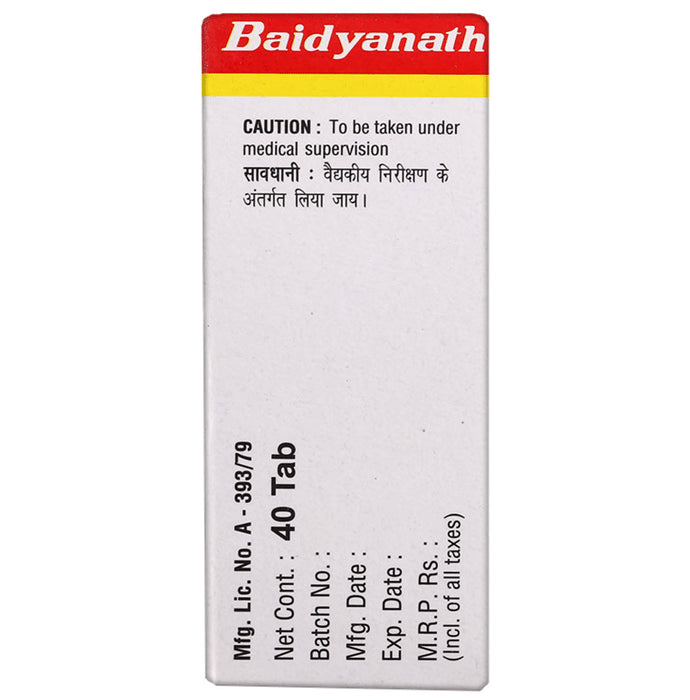 Baidyanath
CAUTION : To be taken under
medical supervision
सावधानी : वैद्यकीय निरीक्षण के
अंतर्गत लिया जाय।
Mfg. Lic. No. A - 393/79
Net Cont. : 40 Tab
Batch No. :
Mfg. Date :
Exp. Date :
M.R.P. Rs. :
(Incl. of all taxes)